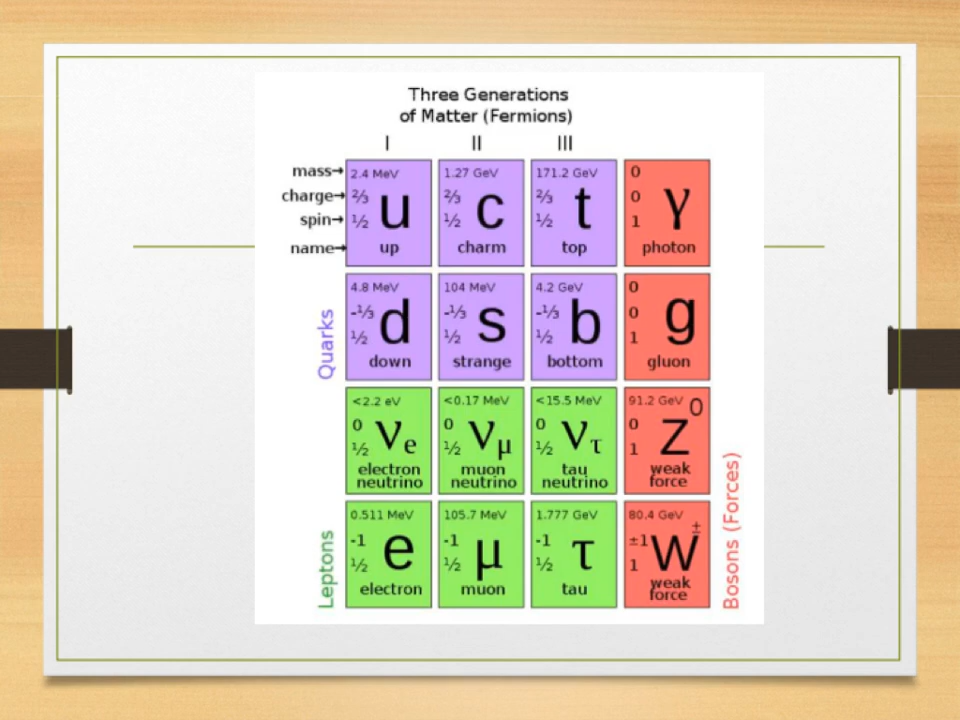 Three Generations
of Matter (Fermions)
I II III
mass→ 2.4 MeV 1.27 GeV 171.2 GeV 0
charge→ ⅔ u ⅔ c ⅔ t 0 γ
spin→ ½ ½ ½ 1
name→ up charm top photon
Quarks
4.8 MeV 104 MeV 4.2 GeV 0
-⅓ d -⅓ s -⅓ b 0 g
½ ½ ½ 1
down strange bottom gluon
<2.2 eV <0.17 MeV <15.5 MeV 91.2 GeV 0
0 νe 0 νμ 0 ντ 0 Z
½ ½ ½ 1
electron muon tau weak
neutrino neutrino neutrino force
Leptons
0.511 MeV 105.7 MeV 1.777 GeV 80.4 GeV ±
-1 e -1 μ -1 τ ±1 W
½ ½ ½ 1
electron muon tau weak
force
Bosons (Forces)